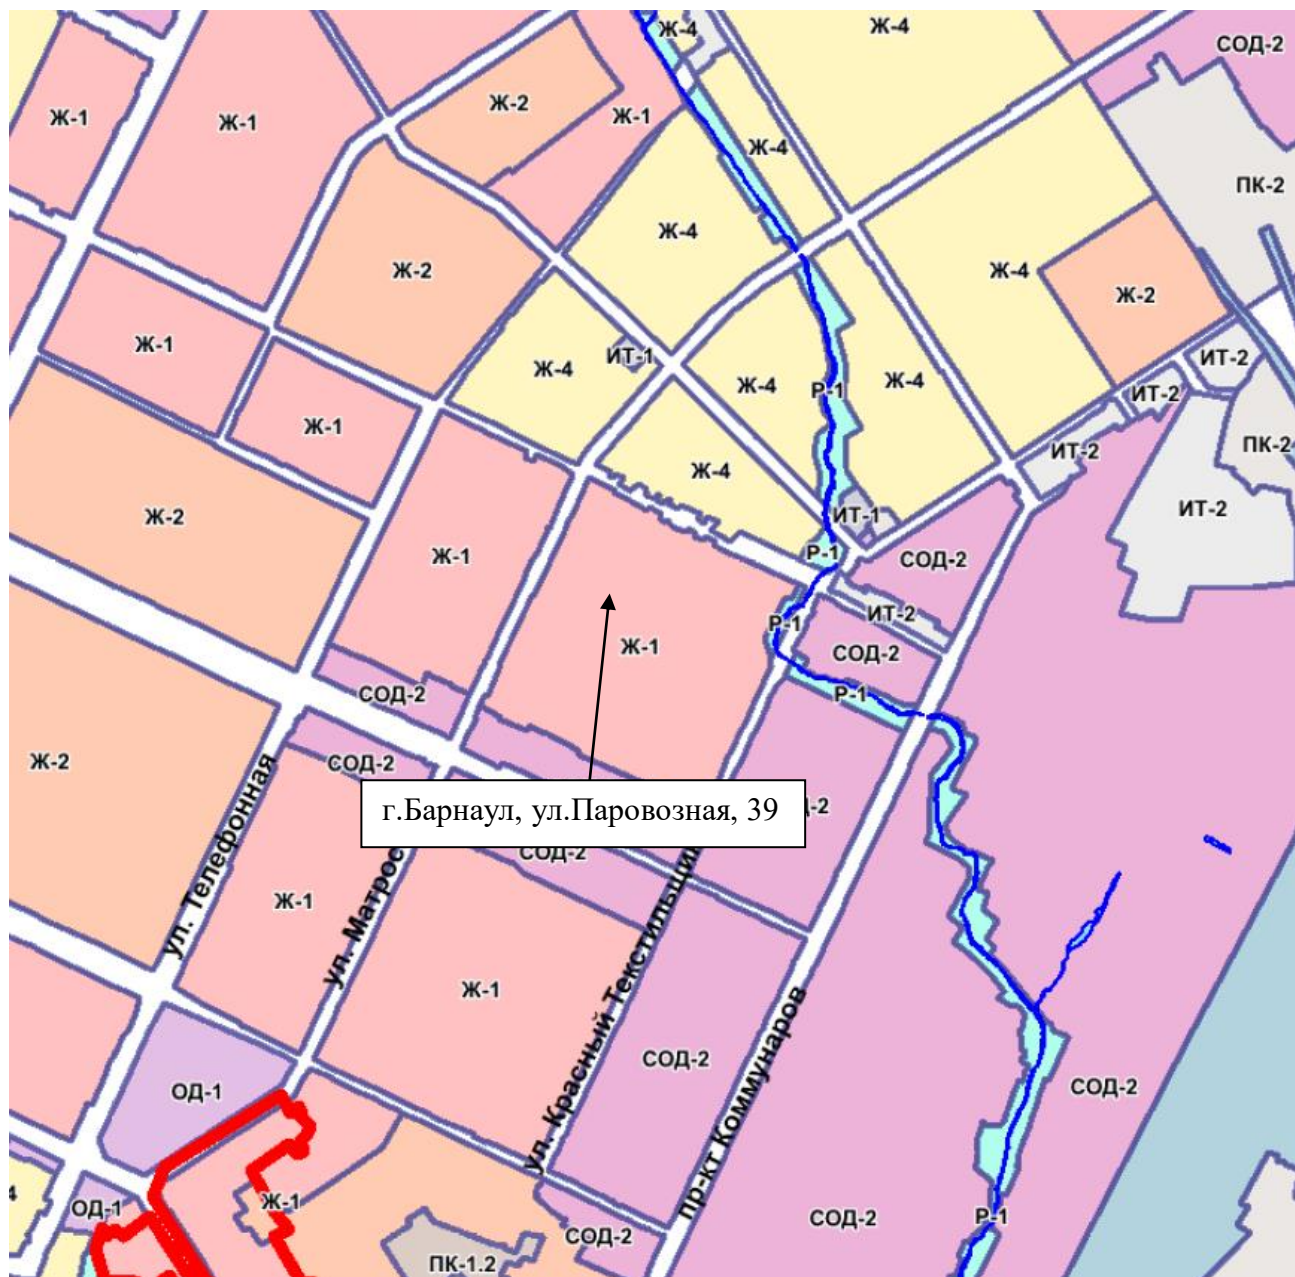 Ж-4
Ж-4
СОД-2
Ж-2
Ж-1
Ж-1
Ж-1
Ж-4
ПК-2
Ж-4
Ж-2
Ж-4
Ж-2
Ж-1
ИТ-1
Ж-4
ИТ-2
Ж-4
Р-1
Ж-4
ИТ-2
Ж-1
ПК-2
ИТ-2
Ж-4
Ж-2
ИТ-2
ИТ-1
Ж-1
Р-1
СОД-2
ИТ-2
Р-1
Ж-1
СОД-2
СОД-2
Р-1
Ж-2
СОД-2
г.Барнаул, ул.Паровозная, 39
Д-2
СОД-2
ул. Телефонная
ул. Матрос
ул. Красный Текстильщик
пр-кт Коммунаров
Ж-1
Ж-1
СОД-2
ОД-1
СОД-2
4
Ж-1
ОД-1
Р-1
СОД-2
СОД-2
ПК-1.2